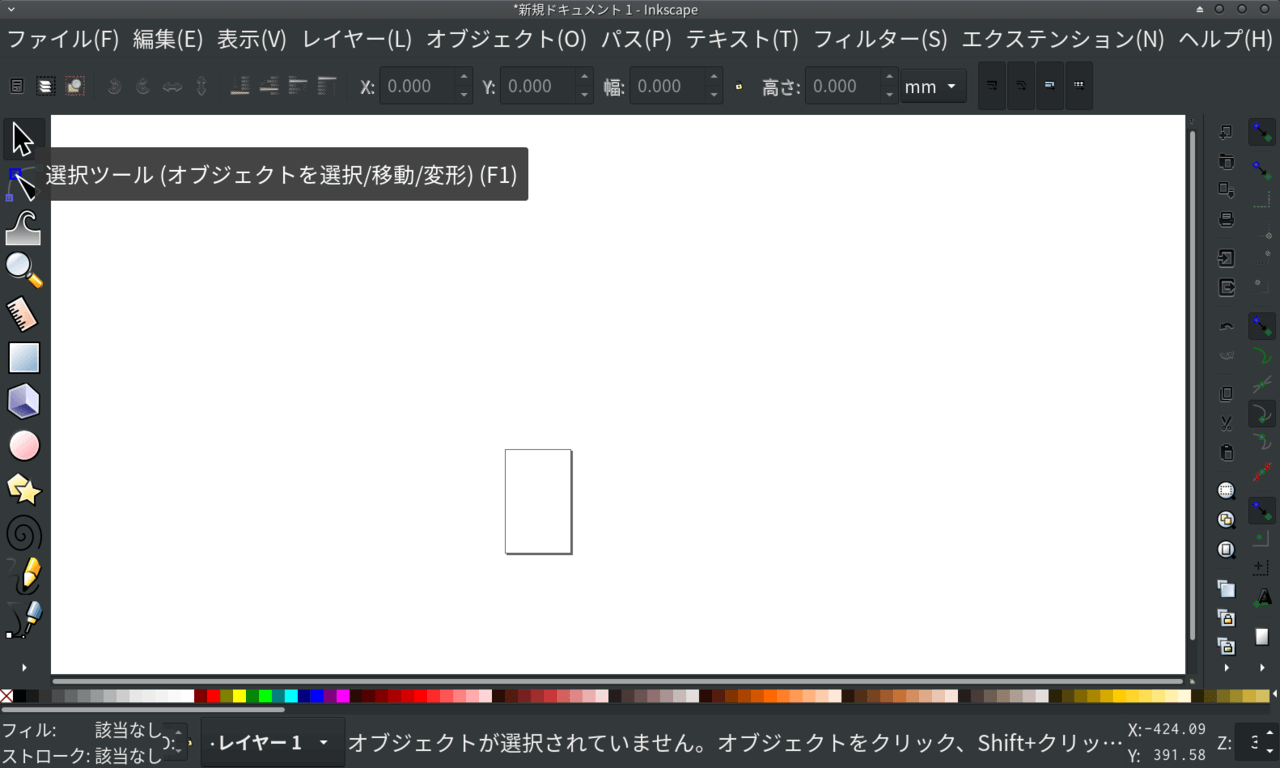 *新規ドキュメント 1 - Inkscape
ファイル(F) 編集(E) 表示(V) レイヤー(L) オブジェクト(O) パス(P) テキスト(T) フィルター(S) エクステンション(N) ヘルプ(H)
X: 0.000 Y: 0.000 幅: 0.000 高さ: 0.000 mm
選択ツール (オブジェクトを選択/移動/変形) (F1)
フィル: 該当なし
ストローク: 該当なし
・レイヤー 1
オブジェクトが選択されていません。オブジェクトをクリック、Shift+クリッ…
X:-424.09
Y: 391.58
Z: